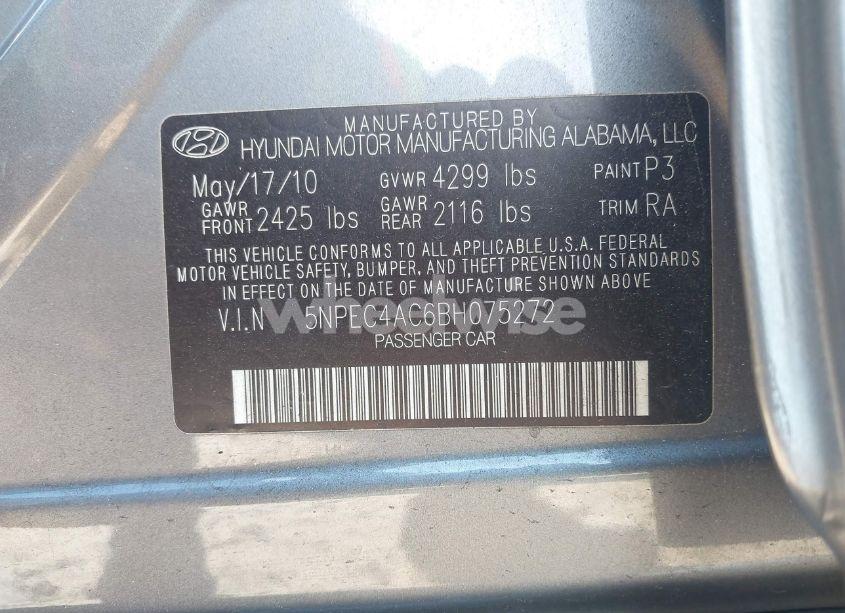 MANUFACTURED BY
HYUNDAI MOTOR MANUFACTURING ALABAMA, LLC
May/17/10 GVWR 4299 lbs PAINT P3
GAWR FRONT 2425 lbs GAWR REAR 2116 lbs TRIM RA
THIS VEHICLE CONFORMS TO ALL APPLICABLE U.S.A. FEDERAL
MOTOR VEHICLE SAFETY, BUMPER, AND THEFT PREVENTION STANDARDS
IN EFFECT ON THE DATE OF MANUFACTURE SHOWN ABOVE
V.I.N 5NPEC4AC6BH075272
wheelwise
PASSENGER CAR